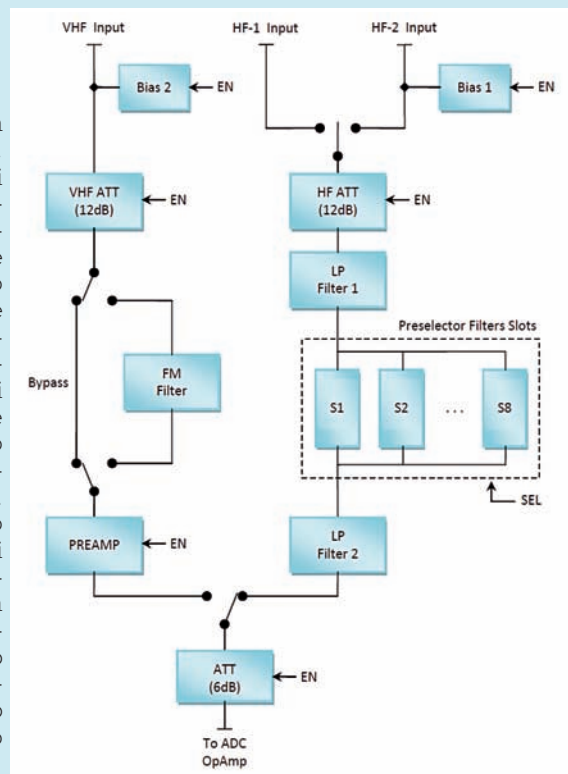 VHF Input
HF-1 Input
HF-2 Input
Bias 2
EN
Bias 1
EN
VHF ATT
(12dB)
EN
HF ATT
(12dB)
EN
LP
Filter 1
Preselector Filters Slots
Bypass
FM
Filter
S1
S2
...
S8
SEL
PREAMP
EN
LP
Filter 2
ATT
(6dB)
EN
To ADC
OpAmp